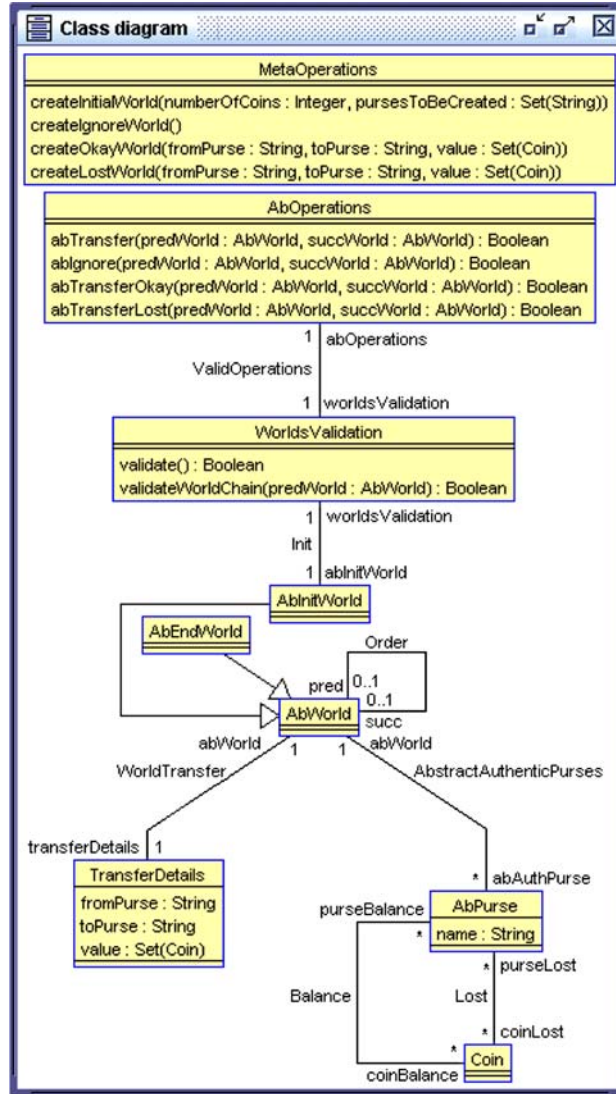 Class diagram
MetaOperations
createInitialWorld(numberOfCoins : Integer, pursesToBeCreated : Set(String))
createIgnoreWorld()
createOkayWorld(fromPurse : String, toPurse : String, value : Set(Coin))
createLostWorld(fromPurse : String, toPurse : String, value : Set(Coin))
AbOperations
abTransfer(predWorld : AbWorld, succWorld : AbWorld) : Boolean
abIgnore(predWorld : AbWorld, succWorld : AbWorld) : Boolean
abTransferOkay(predWorld : AbWorld, succWorld : AbWorld) : Boolean
abTransferLost(predWorld : AbWorld, succWorld : AbWorld) : Boolean
1 abOperations
ValidOperations
1 worldsValidation
WorldsValidation
validate() : Boolean
validateWorldChain(predWorld : AbWorld) : Boolean
1 worldsValidation
Init
1 abInitWorld
AbInitWorld
AbEndWorld
Order
pred 0..1
0..1
AbWorld succ
abWorld 1 1 abWorld
WorldTransfer AbstractAuthenticPurses
transferDetails 1
TransferDetails
fromPurse : String
toPurse : String
value : Set(Coin)
* abAuthPurse
purseBalance AbPurse
* name : String
* purseLost
Balance Lost
* coinLost
* Coin
coinBalance